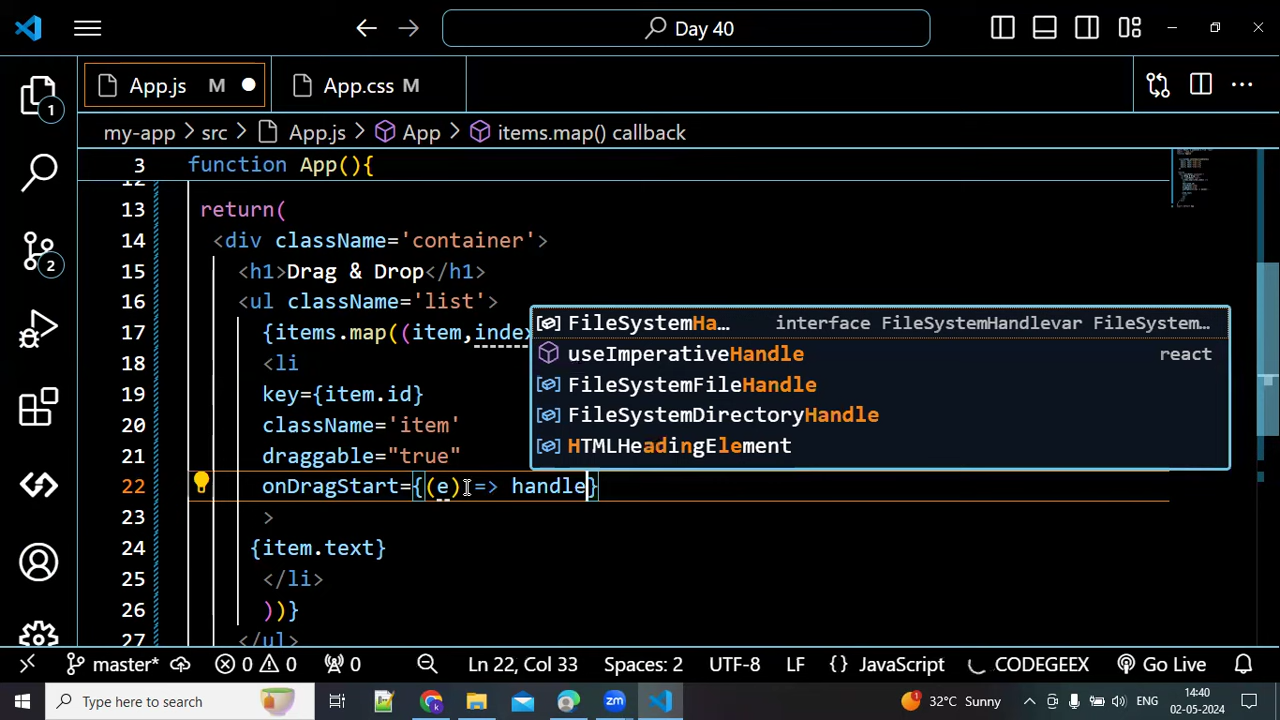 Day 40
App.js M
App.css M
my-app > src > App.js > App > items.map() callback
3 function App(){
12
13 return(
14 <div className='container'>
15 <h1>Drag & Drop</h1>
16 <ul className='list'>
17 {items.map((item,index
18 <li
19 key={item.id}
20 className='item'
21 draggable="true"
22 onDragStart={(e) => handle}
23 >
24 {item.text}
25 </li>
26 ))}
27 </ul>
FileSystemHa… interface FileSystemHandlevar FileSystem…
useImperativeHandle react
FileSystemFileHandle
FileSystemDirectoryHandle
HTMLHeadingElement
1
2
master* 0 0 0 Ln 22, Col 33 Spaces: 2 UTF-8 LF {} JavaScript CODEGEEX Go Live
Type here to search
zm
32°C Sunny
ENG
14:40
02-05-2024